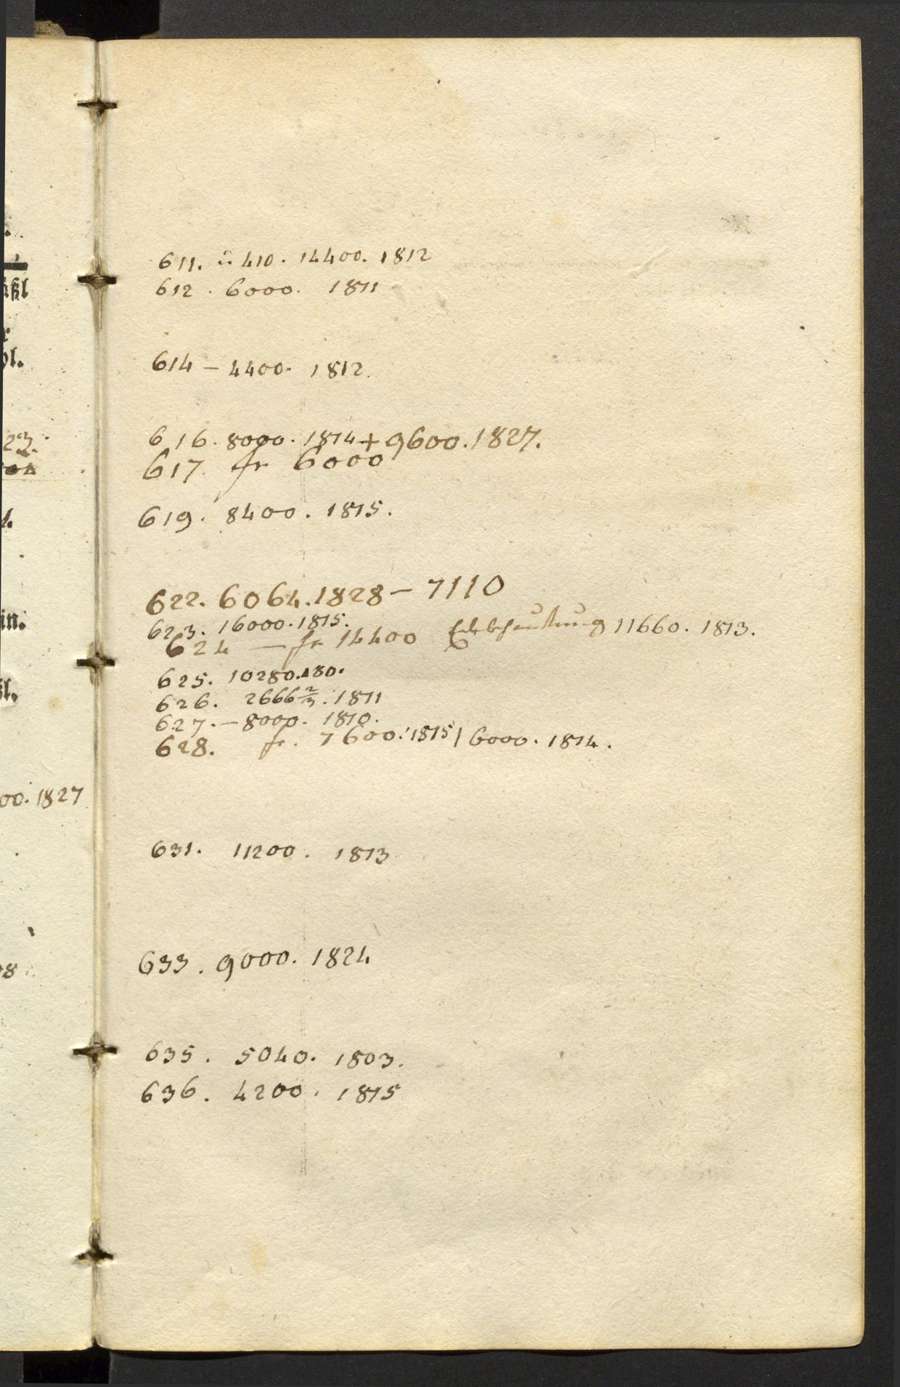 611. 410. 14400. 1812
612. 6000. 1811
614 – 4400. 1812.
616. 8000. 1814 + 9600. 1827.
617. fr 6000
619. 8400. 1815.
622. 6064. 1828 – 7110
623. 16000. 1815.
624 – fr 14400 11660. 1813.
625. 10280. 180.
626. 2666 2/3. 1811
627. – 8000. 1810.
628. fr. 7600. 1815 / 6000. 1814.
631. 11200. 1813
633. 9000. 1824
635. 5040. 1803.
636. 4200. 1815
23.
00. 1827